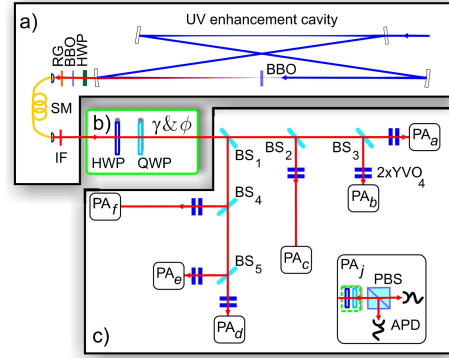 a)
UV enhancement cavity
RG
BBO
HWP
BBO
SM
IF
b)
γ&ϕ
HWP
QWP
BS1
BS2
BS3
PAa
2xYVO4
PAb
PAf
BS4
PAc
PAe
BS5
PAd
c)
PAj
PBS
APD